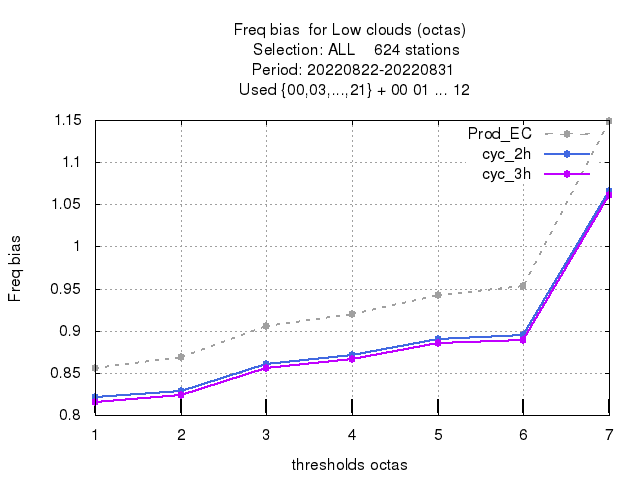 Freq bias  for Low clouds (octas)
Selection: ALL    624 stations
Period: 20220822-20220831
Used {00,03,...,21} + 00 01 ... 12
Prod_EC
cyc_2h
cyc_3h
1.15
1.1
1.05
1
0.95
0.9
0.85
0.8
Freq bias
1 2 3 4 5 6 7
thresholds octas